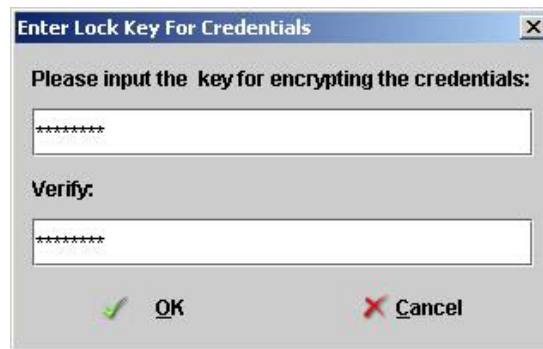 Enter Lock Key For Credentials
Please input the key for encrypting the credentials:
********
Verify:
********
OK
Cancel